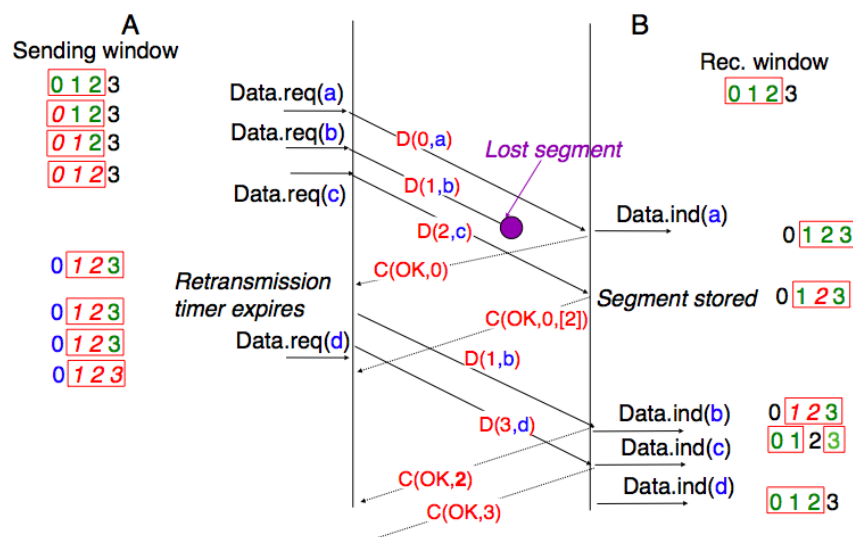 A
B
Sending window
Rec. window
0 1 2 3
0 1 2 3
0 1 2 3
0 1 2 3
0 1 2 3
Data.req(a)
Data.req(b)
Data.req(c)
D(0,a)
D(1,b)
D(2,c)
Lost segment
Data.ind(a)
0 1 2 3
C(OK,0)
0 1 2 3
Retransmission
timer expires
Segment stored
0 1 2 3
C(OK,0,[2])
0 1 2 3
0 1 2 3
0 1 2 3
Data.req(d)
D(1,b)
D(3,d)
Data.ind(b)
0 1 2 3
Data.ind(c)
0 1 2 3
C(OK,2)
Data.ind(d)
0 1 2 3
C(OK,3)